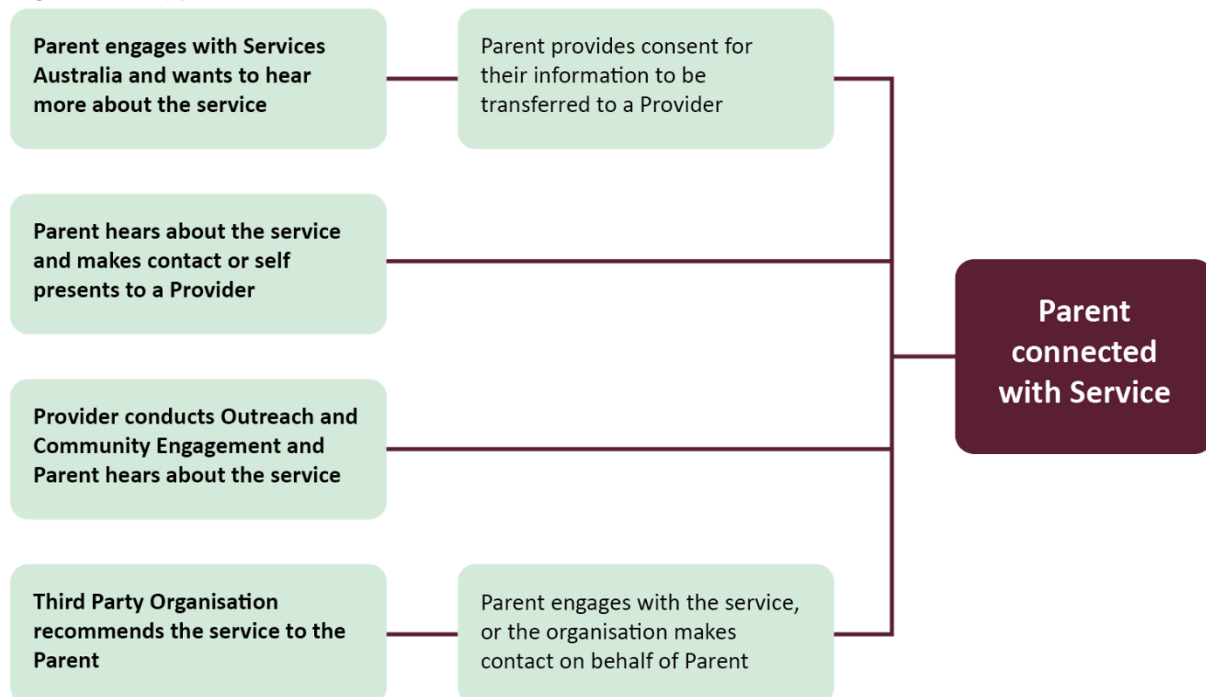 Parent engages with Services
Australia and wants to hear
more about the service
Parent provides consent for
their information to be
transferred to a Provider
Parent hears about the service
and makes contact or self
presents to a Provider
Provider conducts Outreach and
Community Engagement and
Parent hears about the service
Third Party Organisation
recommends the service to the
Parent
Parent engages with the service,
or the organisation makes
contact on behalf of Parent
Parent
connected
with Service